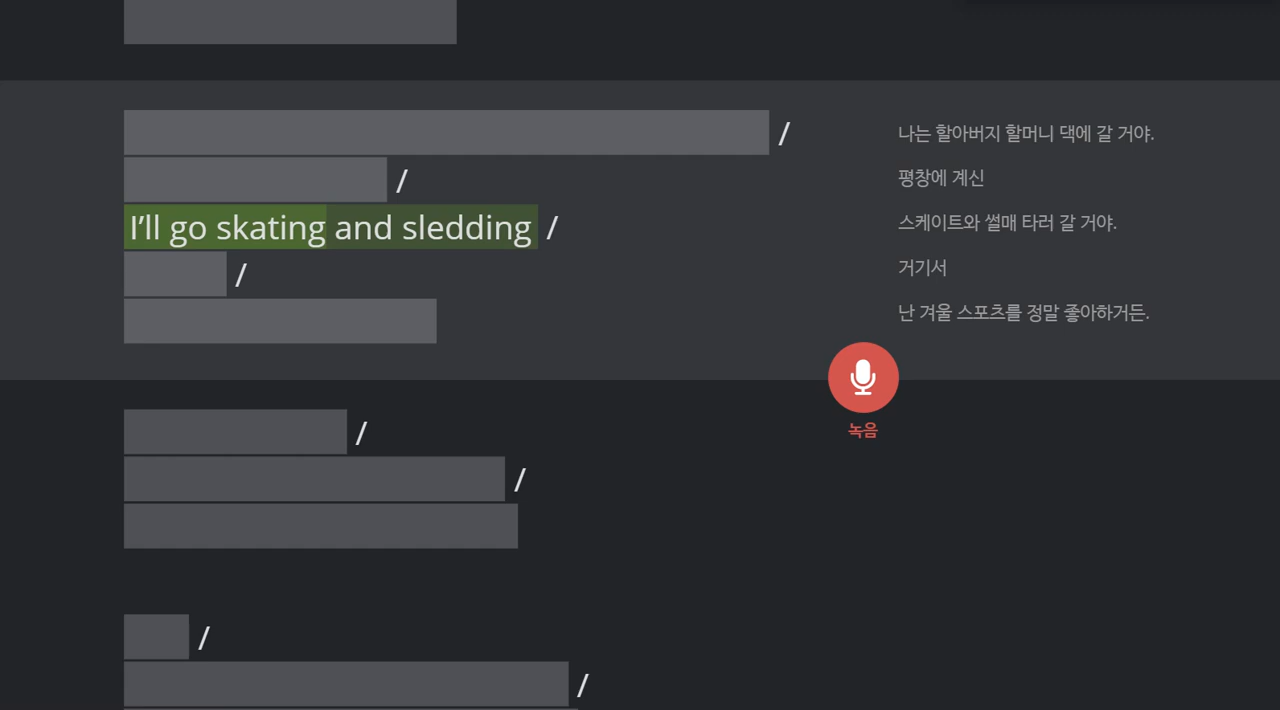 /
나는 할아버지 할머니 댁에 갈 거야.
/
평창에 계신
I’ll go skating and sledding /
스케이트와 썰매 타러 갈 거야.
/
거기서
난 겨울 스포츠를 정말 좋아하거든.
녹음
/
/
/
/